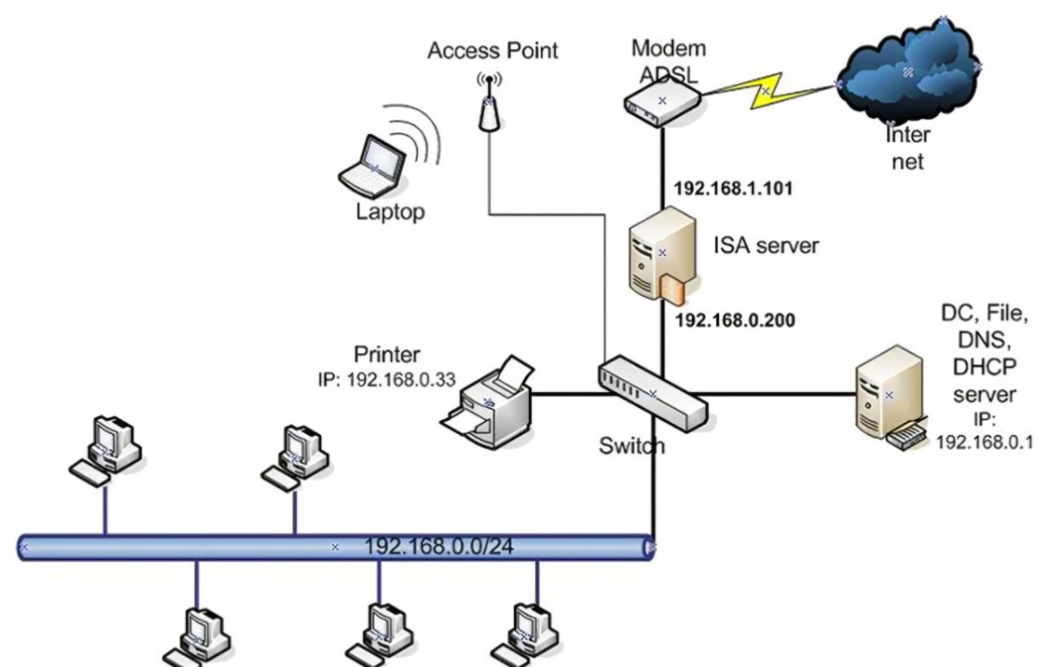 Access Point
Modem
ADSL
Inter
net
Laptop
192.168.1.101
ISA server
192.168.0.200
DC, File,
DNS,
DHCP
server
IP:
192.168.0.1
Printer
IP: 192.168.0.33
Switch
192.168.0.0/24